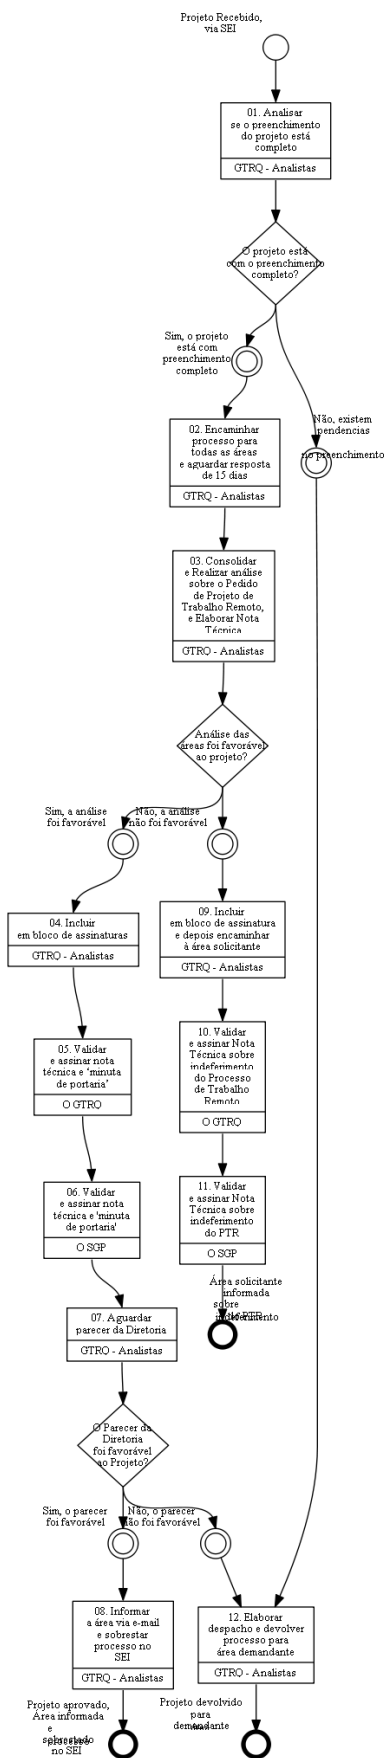 Projeto Recebido,
via SEI
01. Analisar
se o preenchimento
do projeto está
completo
GTRQ - Analistas
O projeto está
com o preenchimento
completo?
Sim, o projeto
está com
preenchimento
completo
Não, existem
pendencias
no preenchimento
02. Encaminhar
processo para
todas as áreas
e aguardar resposta
de 15 dias
GTRQ - Analistas
03. Consolidar
e Realizar análise
sobre o Pedido
de Projeto de
Trabalho Remoto,
e Elaborar Nota
Técnica
GTRQ - Analistas
Análise das
áreas foi favorável
ao projeto?
Sim, a análise
foi favorável
Não, a análise
não foi favorável
04. Incluir
em bloco de assinaturas
GTRQ - Analistas
09. Incluir
em bloco de assinatura
e depois encaminhar
à área solicitante
GTRQ - Analistas
05. Validar
e assinar nota
técnica e 'minuta
de portaria'
O GTRQ
10. Validar
e assinar Nota
Técnica sobre
indeferimento
do Processo
de Trabalho
Remoto
O GTRQ
06. Validar
e assinar nota
técnica e 'minuta
de portaria'
O SGP
11. Validar
e assinar Nota
Técnica sobre
indeferimento
do PTR
O SGP
Área solicitante
informada
sobre
indeferimento
PTR
07. Aguardar
parecer da Diretoria
GTRQ - Analistas
O Parecer da
Diretoria
foi favorável
ao Projeto?
Sim, o parecer
foi favorável
Não, o parecer
não foi favorável
08. Informar
a área via e-mail
e sobrestar
processo no
SEI
GTRQ - Analistas
12. Elaborar
despacho e devolver
processo para
área demandante
GTRQ - Analistas
Projeto aprovado,
Área informada
e
processo
sobrestado
no SEI
Projeto devolvido
para
demandante